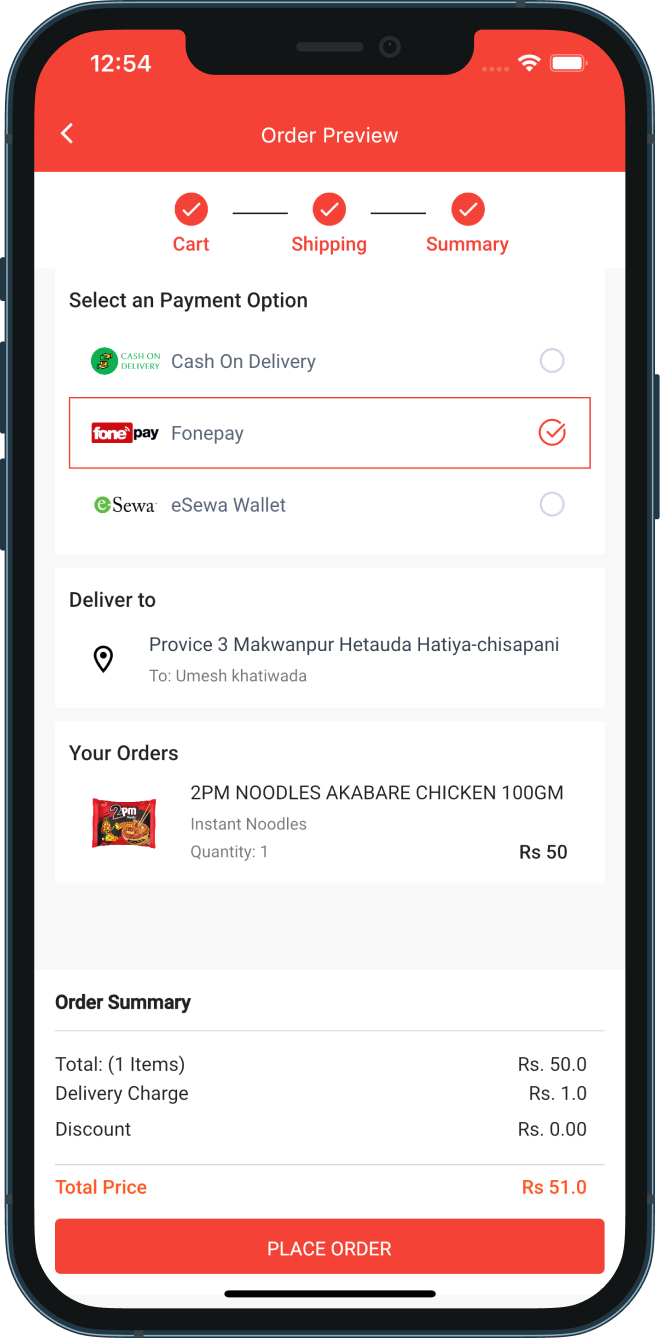 12:54
Order Preview
Cart
Shipping
Summary
Select an Payment Option
CASH ON
DELIVERY
Cash On Delivery
fonepay
Fonepay
eSewa
eSewa Wallet
Deliver to
Provice 3 Makwanpur Hetauda Hatiya-chisapani
To: Umesh khatiwada
Your Orders
2PM NOODLES AKABARE CHICKEN 100GM
2pm
Instant Noodles
Quantity: 1
Rs 50
Order Summary
Total: (1 Items)
Rs. 50.0
Delivery Charge
Rs. 1.0
Discount
Rs. 0.00
Total Price
Rs 51.0
PLACE ORDER